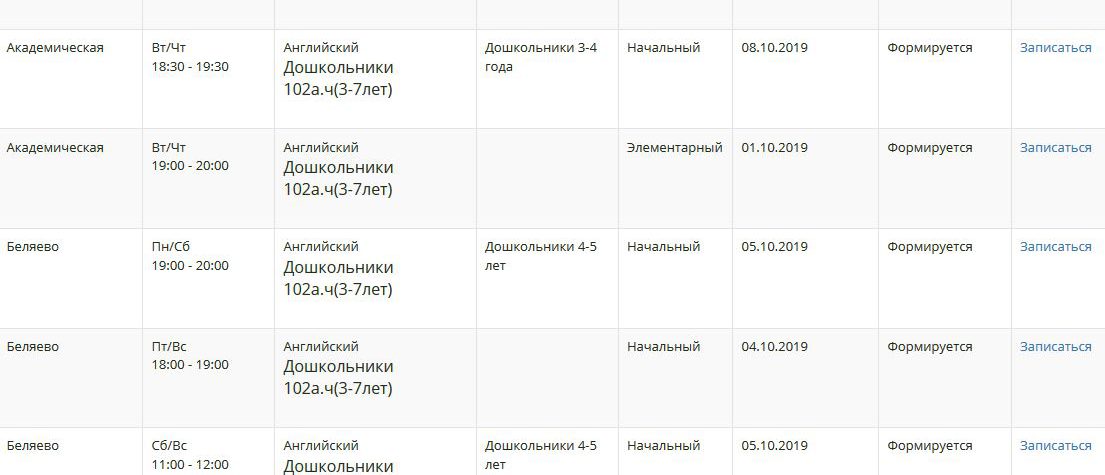 Академическая
Вт/Чт
18:30 - 19:30
Английский
Дошкольники
102а.ч(3-7лет)
Дошкольники 3-4
года
Начальный
08.10.2019
Формируется
Записаться
Академическая
Вт/Чт
19:00 - 20:00
Английский
Дошкольники
102а.ч(3-7лет)
Элементарный
01.10.2019
Формируется
Записаться
Беляево
Пн/Сб
19:00 - 20:00
Английский
Дошкольники
102а.ч(3-7лет)
Дошкольники 4-5
лет
Начальный
05.10.2019
Формируется
Записаться
Беляево
Пт/Вс
18:00 - 19:00
Английский
Дошкольники
102а.ч(3-7лет)
Начальный
04.10.2019
Формируется
Записаться
Беляево
Сб/Вс
11:00 - 12:00
Английский
Дошкольники
Дошкольники 4-5
лет
Начальный
05.10.2019
Формируется
Записаться